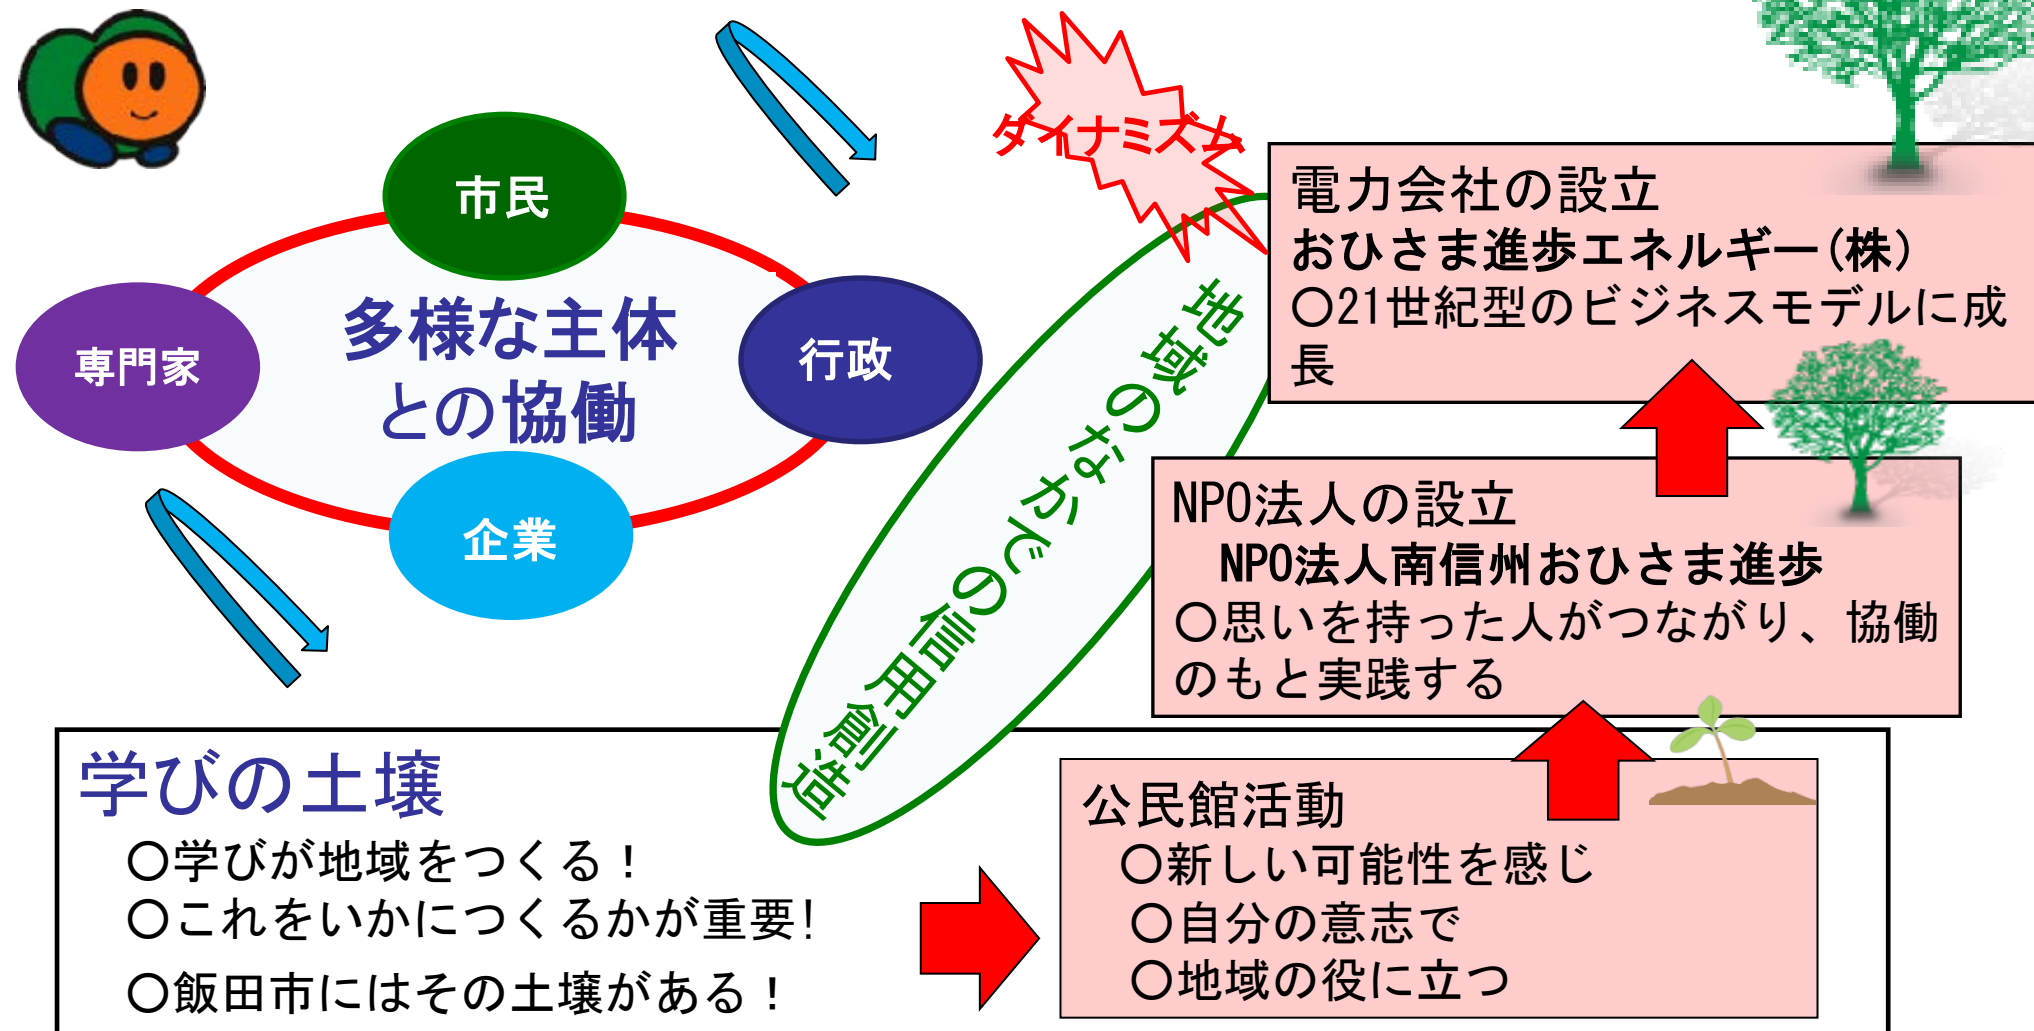 ダイナミズム
市民
専門家
多様な主体
との協働
行政
企業
地域のなかでの信用創造
電力会社の設立
おひさま進歩エネルギー(株)
○21世紀型のビジネスモデルに成
長
NPO法人の設立
NPO法人南信州おひさま進歩
○思いを持った人がつながり、協働
のもと実践する
学びの土壌
○学びが地域をつくる！
○これをいかにつくるかが重要！
○飯田市にはその土壌がある！
公民館活動
○新しい可能性を感じ
○自分の意志で
○地域の役に立つ